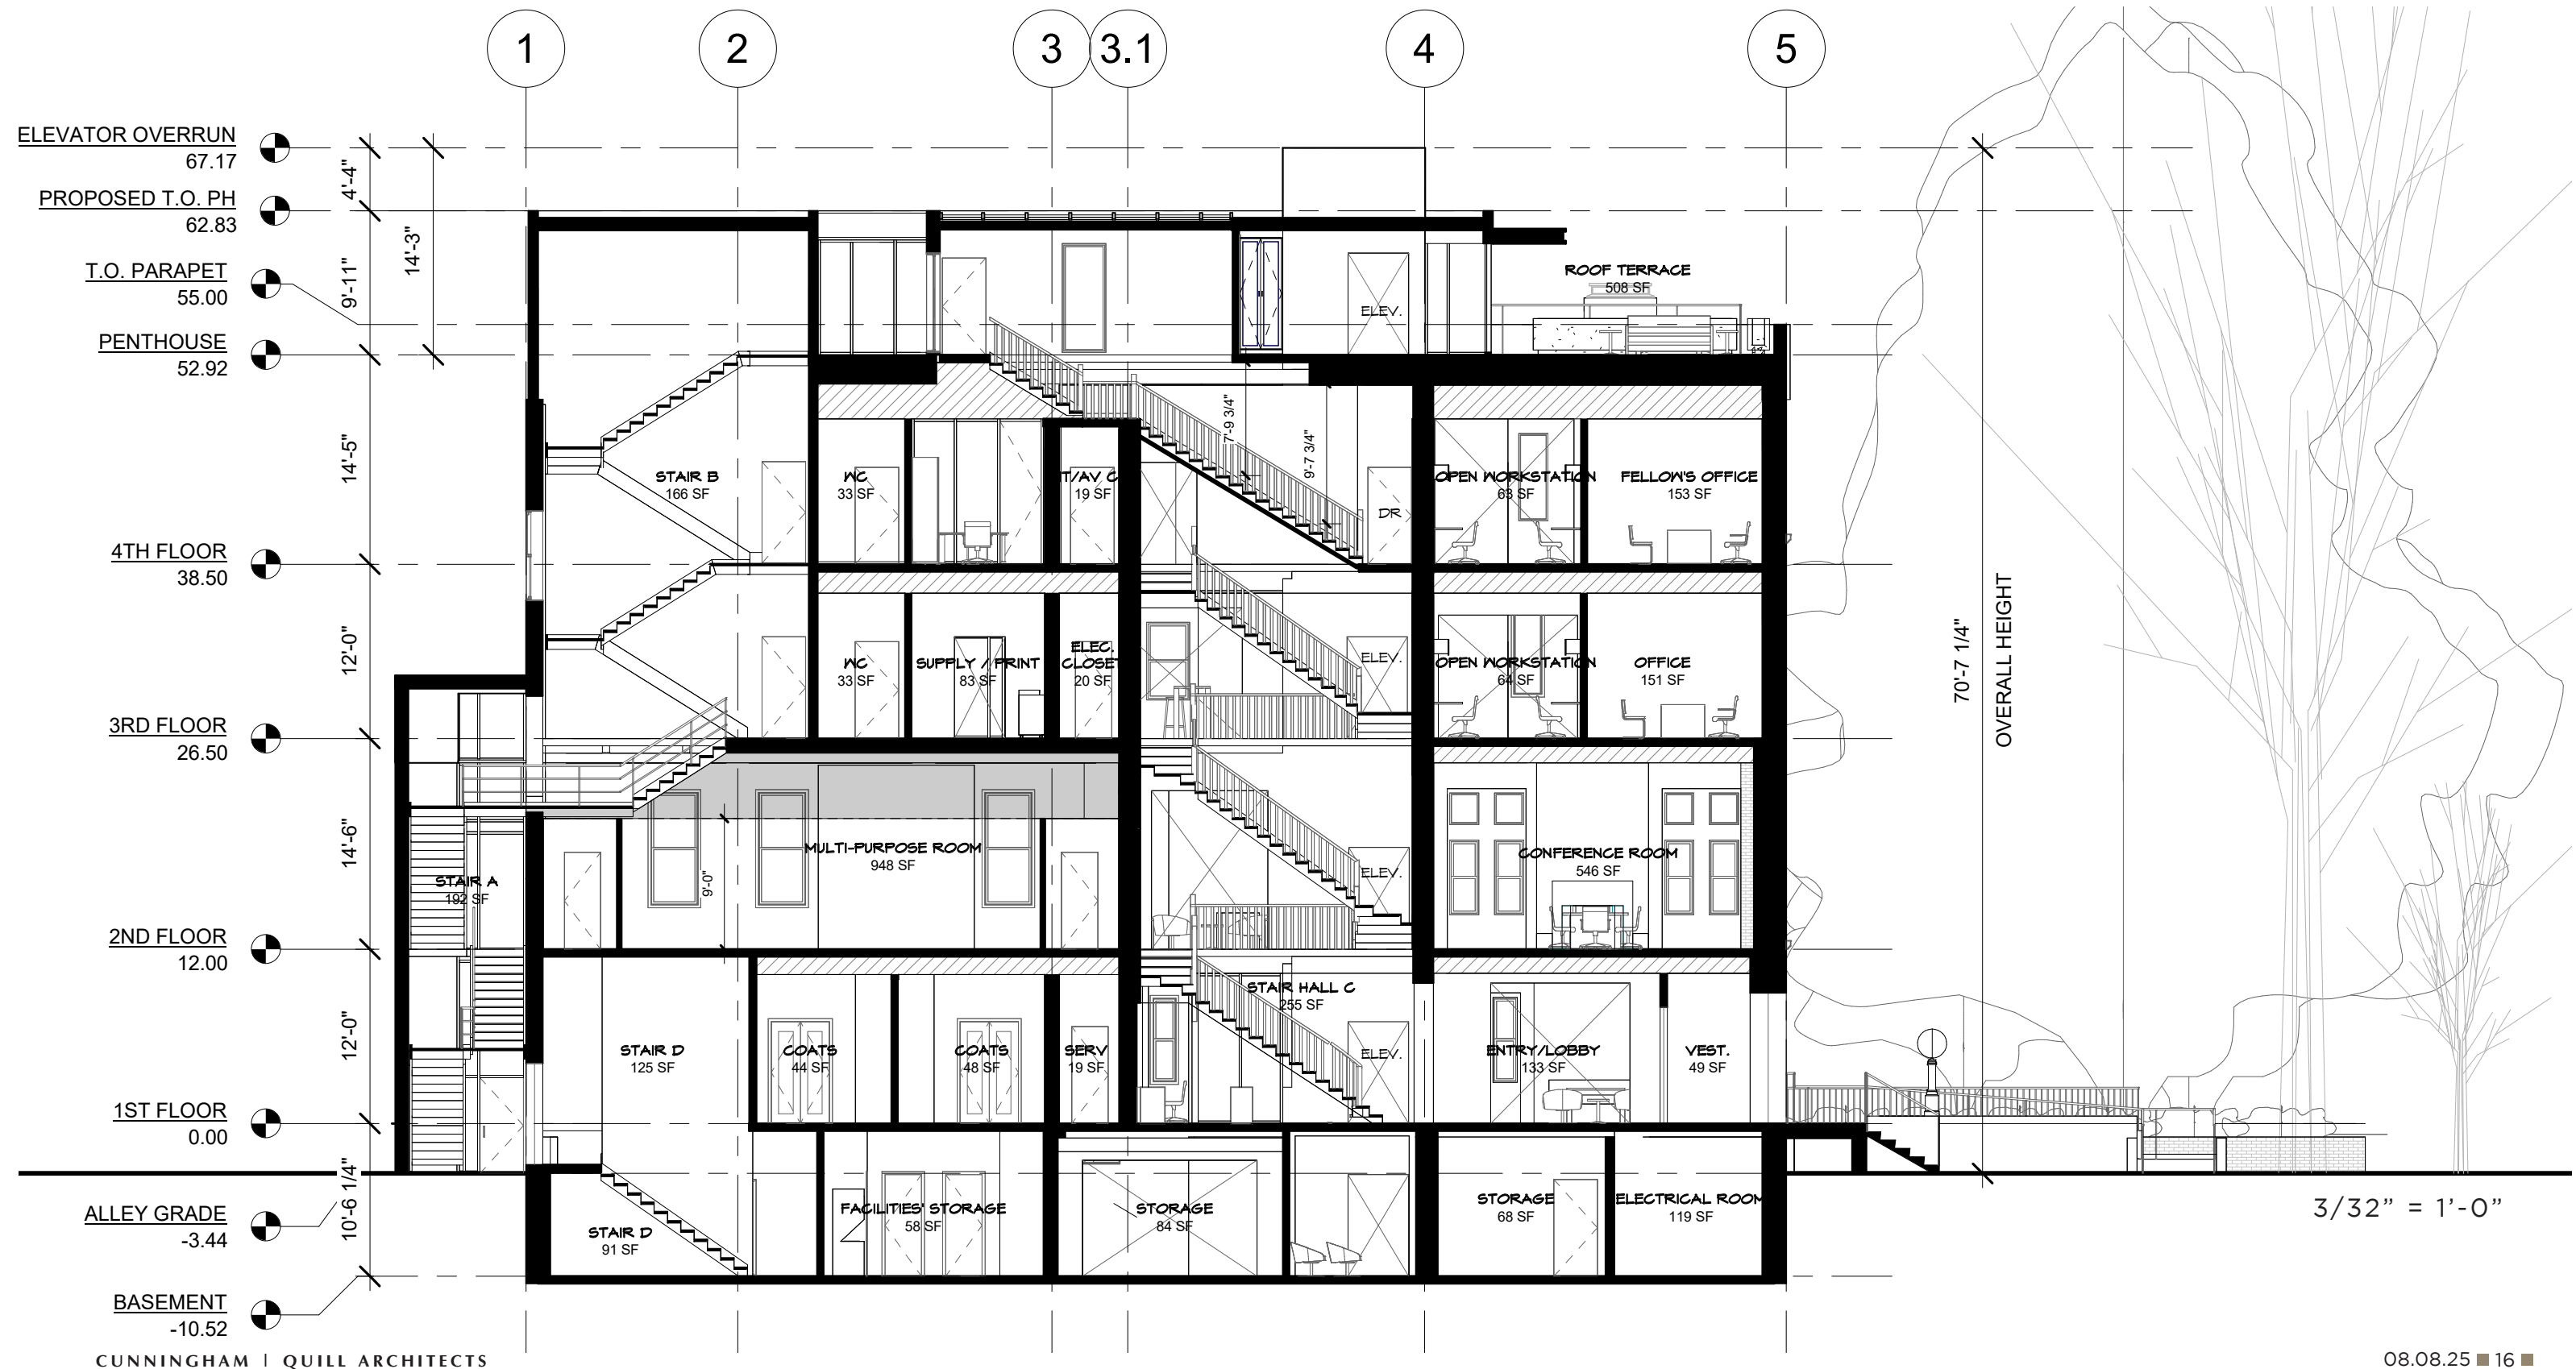 1
2
3
3.1
4
5
ELEVATOR OVERRUN
67.17
PROPOSED T.O. PH
62.83
T.O. PARAPET
55.00
PENTHOUSE
52.92
4TH FLOOR
38.50
3RD FLOOR
26.50
2ND FLOOR
12.00
1ST FLOOR
0.00
ALLEY GRADE
-3.44
BASEMENT
-10.52
4'-4"
14'-3"
9'-11"
14'-5"
12'-0"
14'-6"
12'-0"
10'-6 1/4"
ELEV.
ROOF TERRACE
508 SF
STAIR B
166 SF
WC
33 SF
IT/AV C
19 SF
7'-9 3/4"
9'-7 3/4"
DR
OPEN WORKSTATION
63 SF
FELLOW'S OFFICE
153 SF
WC
33 SF
SUPPLY / PRINT
83 SF
ELEC.
CLOSET
20 SF
ELEV.
OPEN WORKSTATION
64 SF
OFFICE
151 SF
STAIR A
192 SF
9'-0"
MULTI-PURPOSE ROOM
948 SF
ELEV.
CONFERENCE ROOM
546 SF
STAIR D
125 SF
COATS
44 SF
COATS
48 SF
SERV
19 SF
STAIR HALL C
255 SF
ELEV.
ENTRY/LOBBY
133 SF
VEST.
49 SF
STAIR D
91 SF
FACILITIES' STORAGE
58 SF
STORAGE
84 SF
STORAGE
68 SF
ELECTRICAL ROOM
119 SF
70'-7 1/4"
OVERALL HEIGHT
3/32” = 1’-0”
CUNNINGHAM | QUILL ARCHITECTS
08.08.25 ■ 16 ■